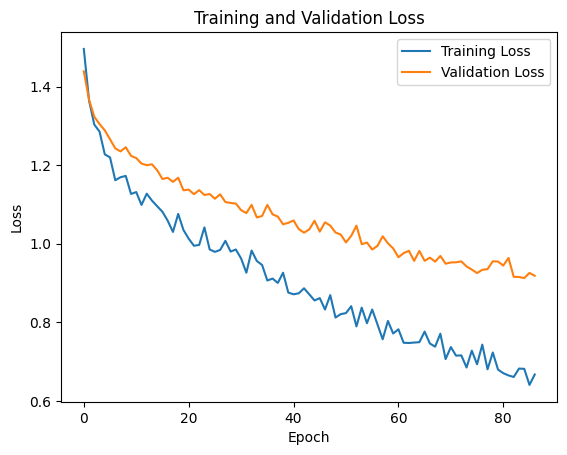 Training and Validation Loss
Training Loss
Validation Loss
1.4
1.2
1.0
0.8
0.6
Loss
0
20
40
60
80
Epoch